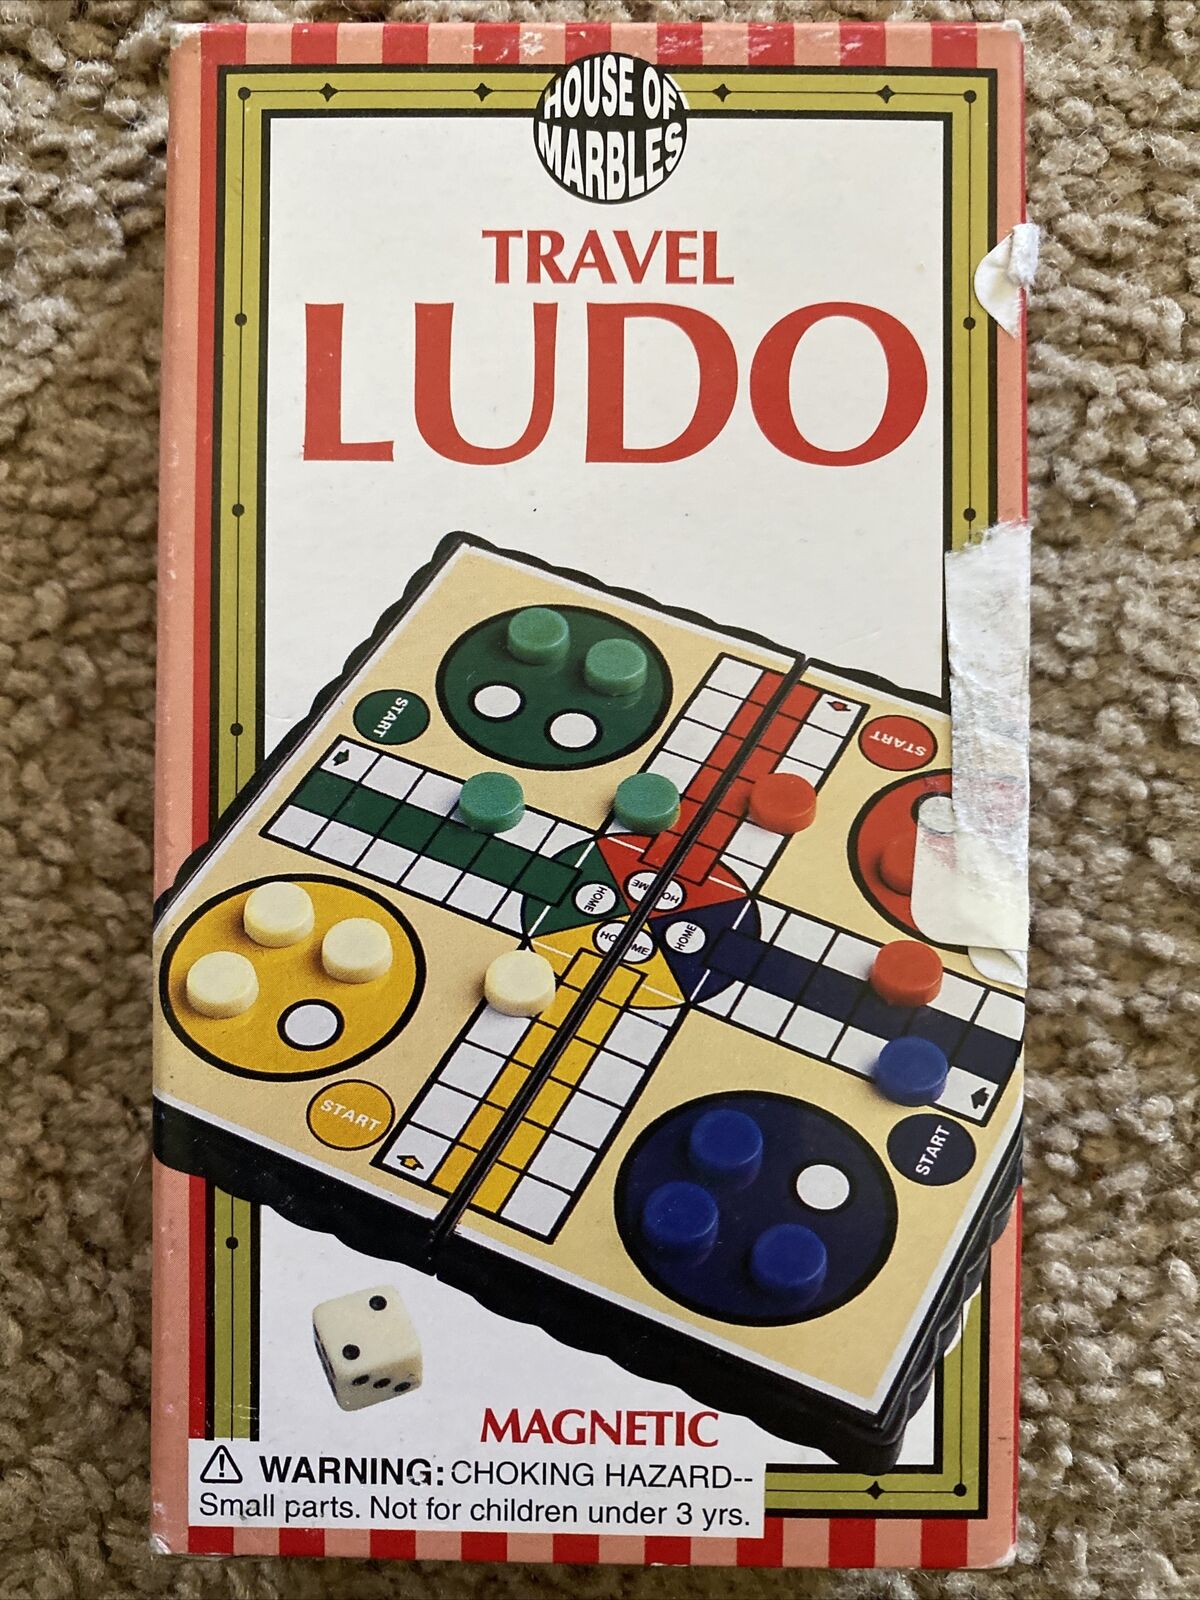 HOUSE OF
MARBLES
TRAVEL
LUDO
START
START
HOME
HOME
HOME
HOME
START
START
MAGNETIC
WARNING: CHOKING HAZARD--
Small parts. Not for children under 3 yrs.